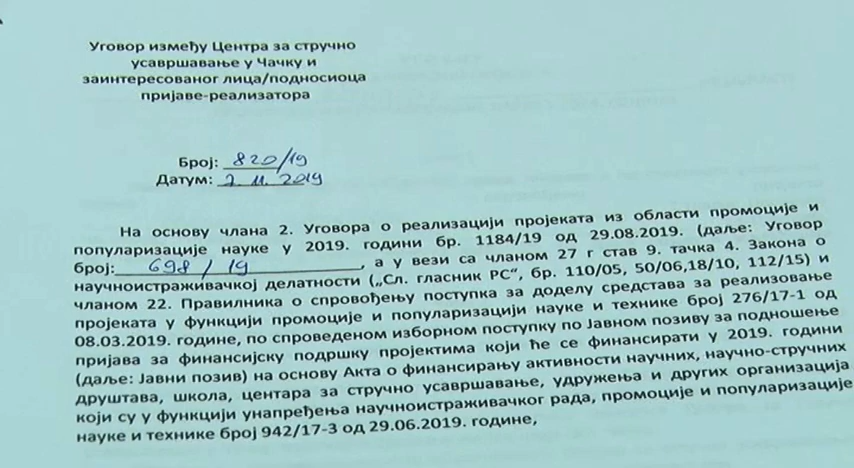 Уговор између Центра за стручно
усавршавање у Чачку и
заинтересованог лица/подносиоца
пријаве-реализатора
Број: 820/19
Датум: 7. 11. 2019
На основу члана 2. Уговора о реализацији пројеката из области промоције и
популаризације науке у 2019. години бр. 1184/19 од 29.08.2019. (даље: Уговор
број: 698 / 19, а у вези са чланом 27 г став 9. тачка 4. Закона о
научноистраживачкој делатности („Сл. гласник РС“, бр. 110/05, 50/06,18/10, 112/15) и
чланом 22. Правилника о спровођењу поступка за доделу средстава за реализовање
пројеката у функцији промоције и популаризацији науке и технике број 276/17-1 од
08.03.2019. године, по спроведеном изборном поступку по Јавном позиву за подношење
пријава за финансијску подршку пројектима који ће се финансирати у 2019. години
(даље: Јавни позив) на основу Акта о финансирању активности научних, научно-стручних
друштава, школа, центара за стручно усавршавање, удружења и других организација
који су у функцији унапређења научноистраживачког рада, промоције и популаризације
науке и технике број 942/17-3 од 29.06.2019. године,